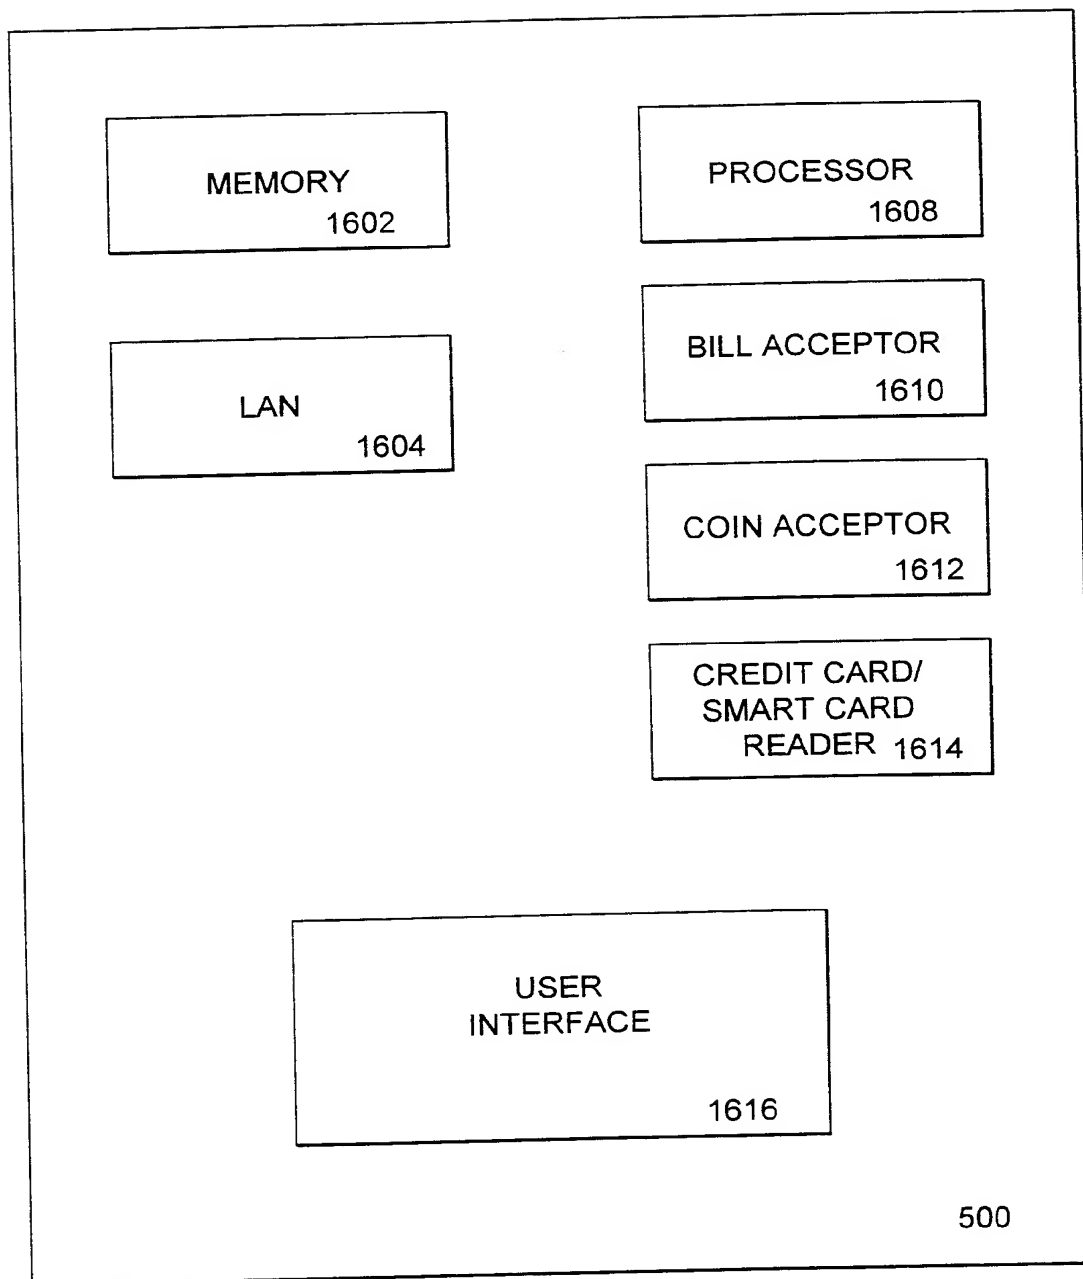 MEMORY
1602
LAN
1604
PROCESSOR
1608
BILL ACCEPTOR
1610
COIN ACCEPTOR
1612
CREDIT CARD/
SMART CARD
READER 1614
USER
INTERFACE
1616
500